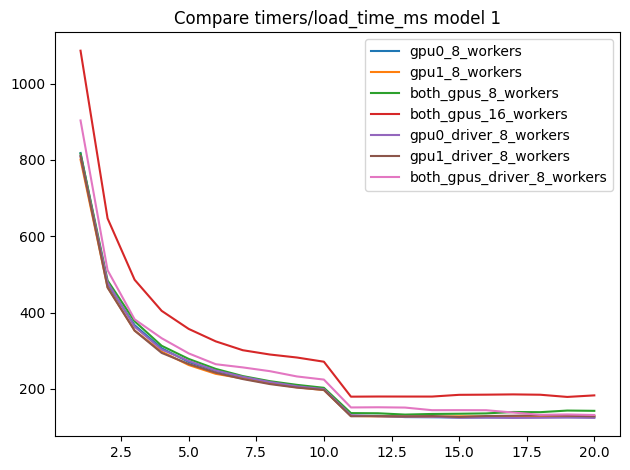 Compare timers/load_time_ms model 1
gpu0_8_workers
gpu1_8_workers
both_gpus_8_workers
both_gpus_16_workers
gpu0_driver_8_workers
gpu1_driver_8_workers
both_gpus_driver_8_workers
1000
800
600
400
200
2.5 5.0 7.5 10.0 12.5 15.0 17.5 20.0